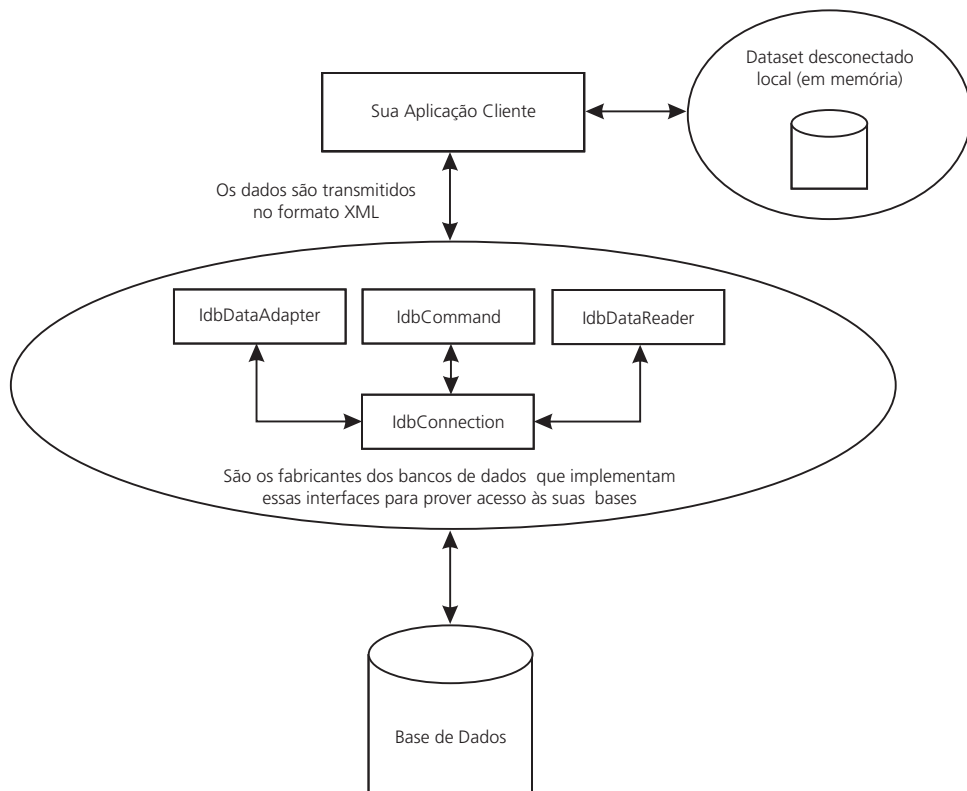 Dataset desconectado
local (em memória)
Sua Aplicação Cliente
Os dados são transmitidos
no formato XML
IdbDataAdapter
IdbCommand
IdbDataReader
IdbConnection
São os fabricantes dos bancos de dados que implementam
essas interfaces para prover acesso às suas bases
Base de Dados